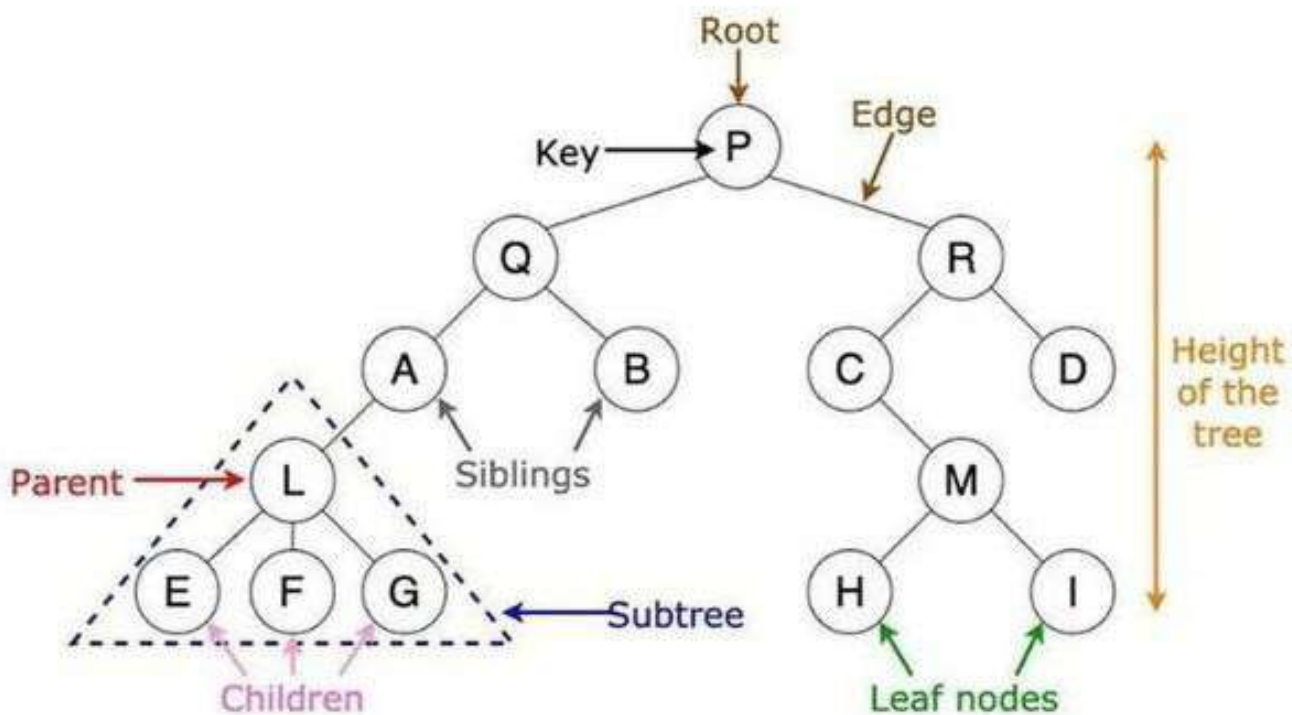 Root
Edge
Key
P
Q
R
A
B
C
D
Height
of the
tree
Siblings
Parent
L
M
E
F
G
H
I
Subtree
Children
Leaf nodes